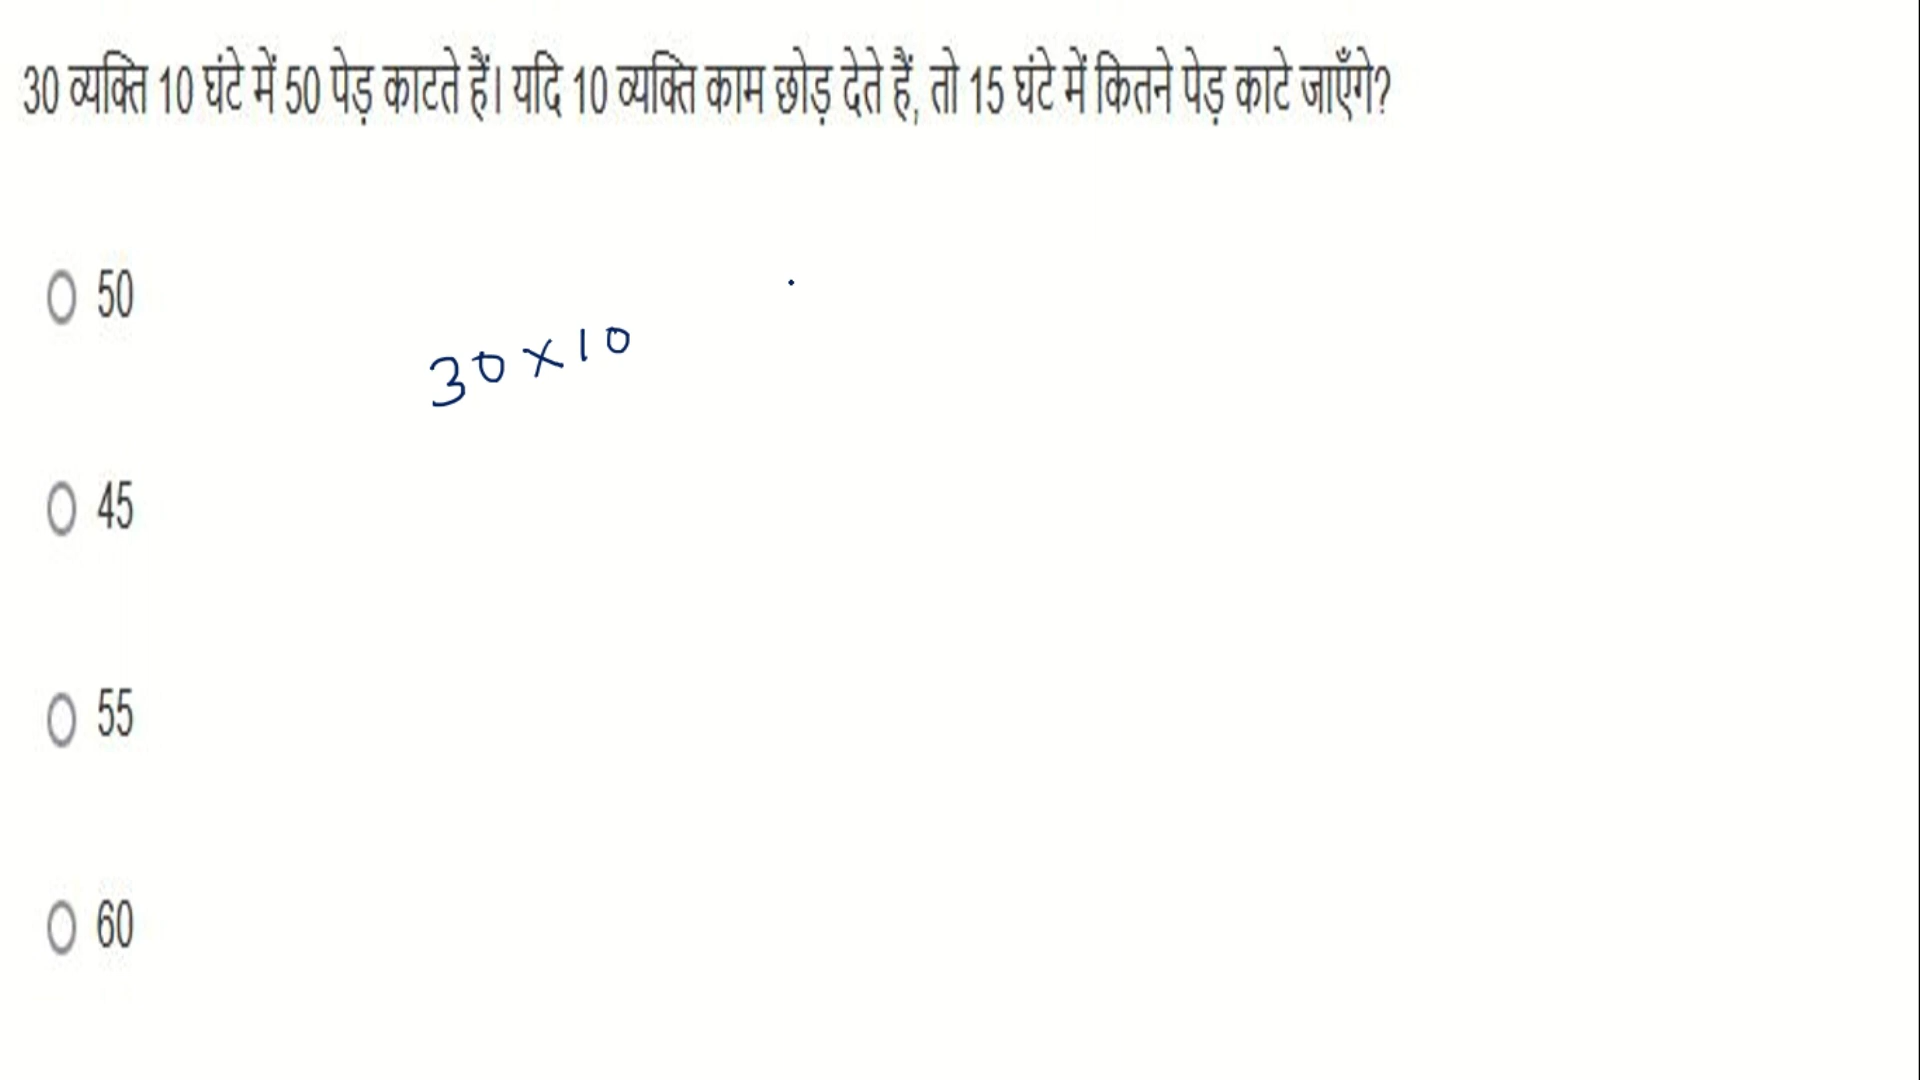 30 व्यक्ति 10 घंटे में 50 पेड़ काटते हैं। यदि 10 व्यक्ति काम छोड़ देते हैं, तो 15 घंटे में कितने पेड़ काटे जाएँगे?
50
30 × 10
45
55
60